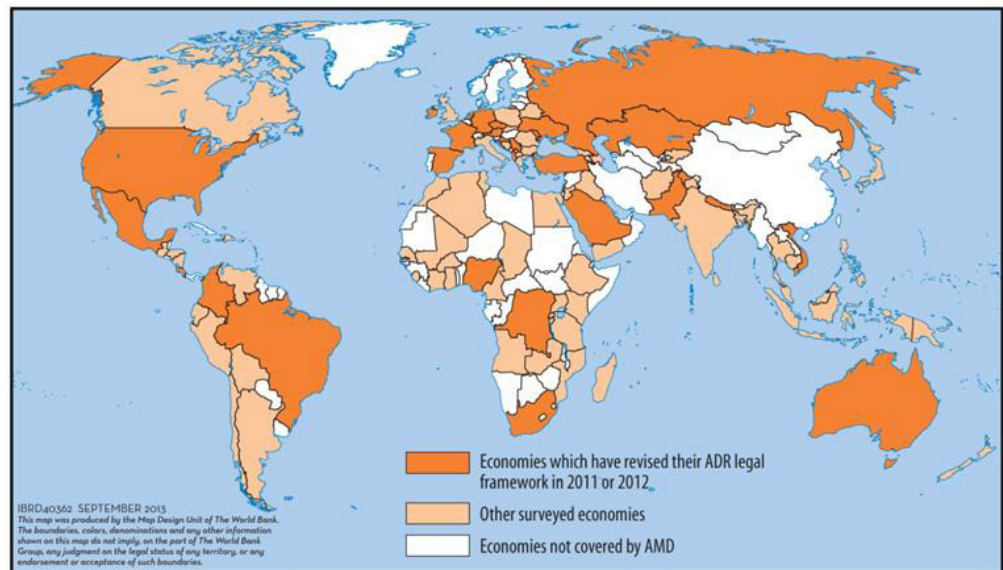 Economies which have revised their ADR legal
framework in 2011 or 2012
Other surveyed economies
Economies not covered by AMD
IBRD40362 SEPTEMBER 2013
This map was produced by the Map Design Unit of The World Bank.
The boundaries, colors, denominations and any other information
shown on this map do not imply, on the part of The World Bank
Group, any judgment on the legal status of any territory, or any
endorsement or acceptance of such boundaries.